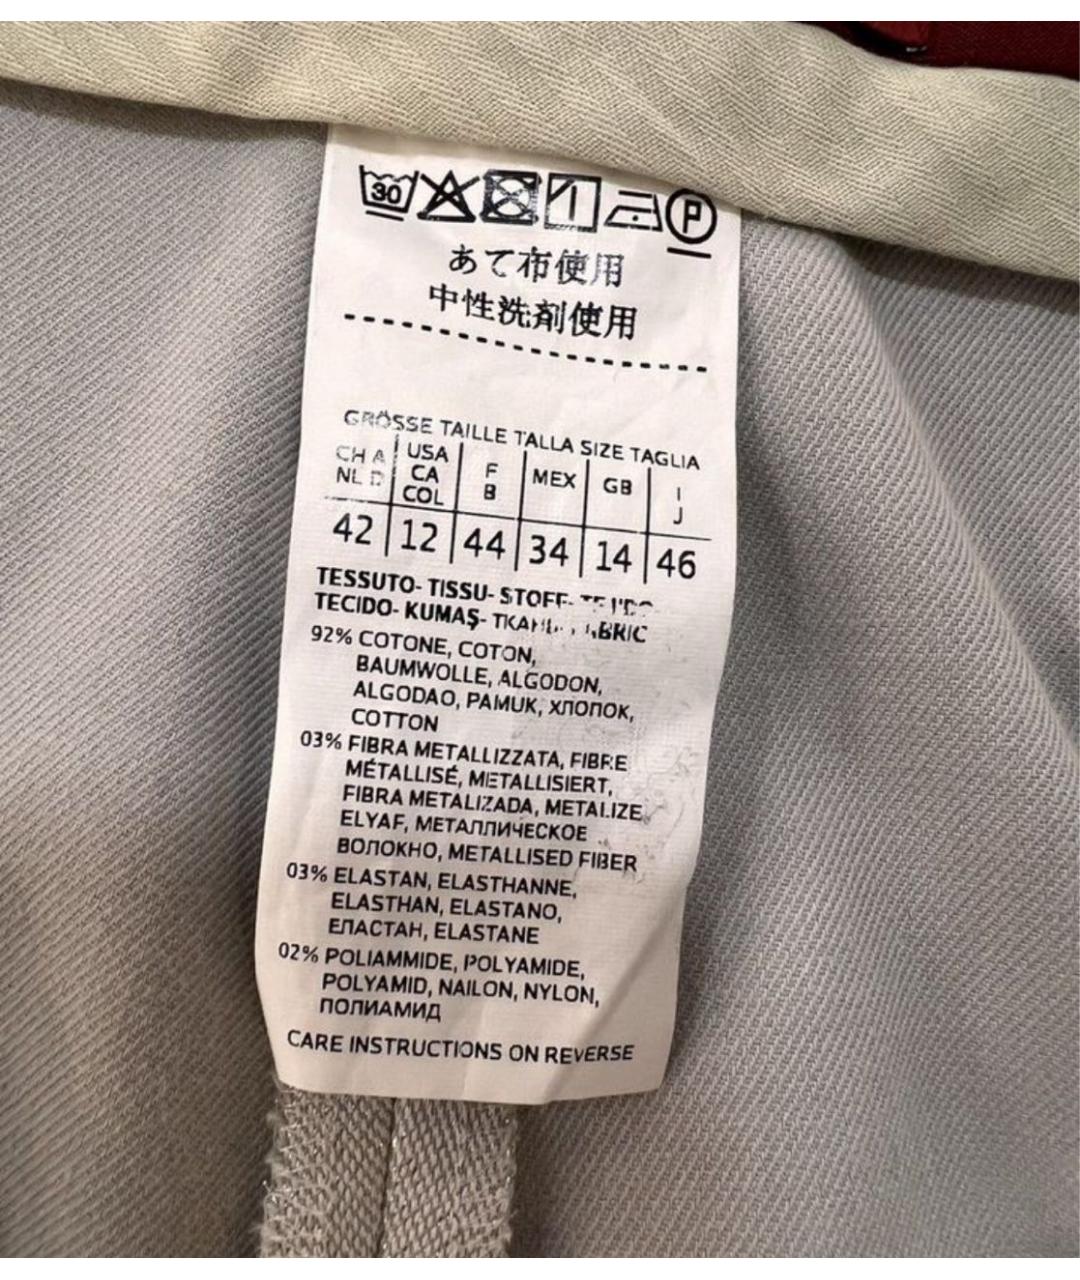 30 P
あて布使用
中性洗剤使用
GRÖSSE TAILLE TALLA SIZE TAGLIA
CH A NL D USA CA COL F B MEX GB I J
42 12 44 34 14 46
TESSUTO- TISSU- STOFF-
TECIDO- KUMAŞ-
92% COTONE, COTON,
BAUMWOLLE, ALGODON,
ALGODAO, PAMUK, ХЛОПОК,
COTTON
03% FIBRA METALLIZZATA, FIBRE
MÉTALLISÉ, METALLISIERT,
FIBRA METALIZADA, METALIZE
ELYAF, МЕТАЛЛИЧЕСКОЕ
ВОЛОКНО, METALLISED FIBER
03% ELASTAN, ELASTHANNE,
ELASTHAN, ELASTANO,
ЕЛАСТАН, ELASTANE
02% POLIAMMIDE, POLYAMIDE,
POLYAMID, NAILON, NYLON,
ПОЛИАМИД
CARE INSTRUCTIONS ON REVERSE